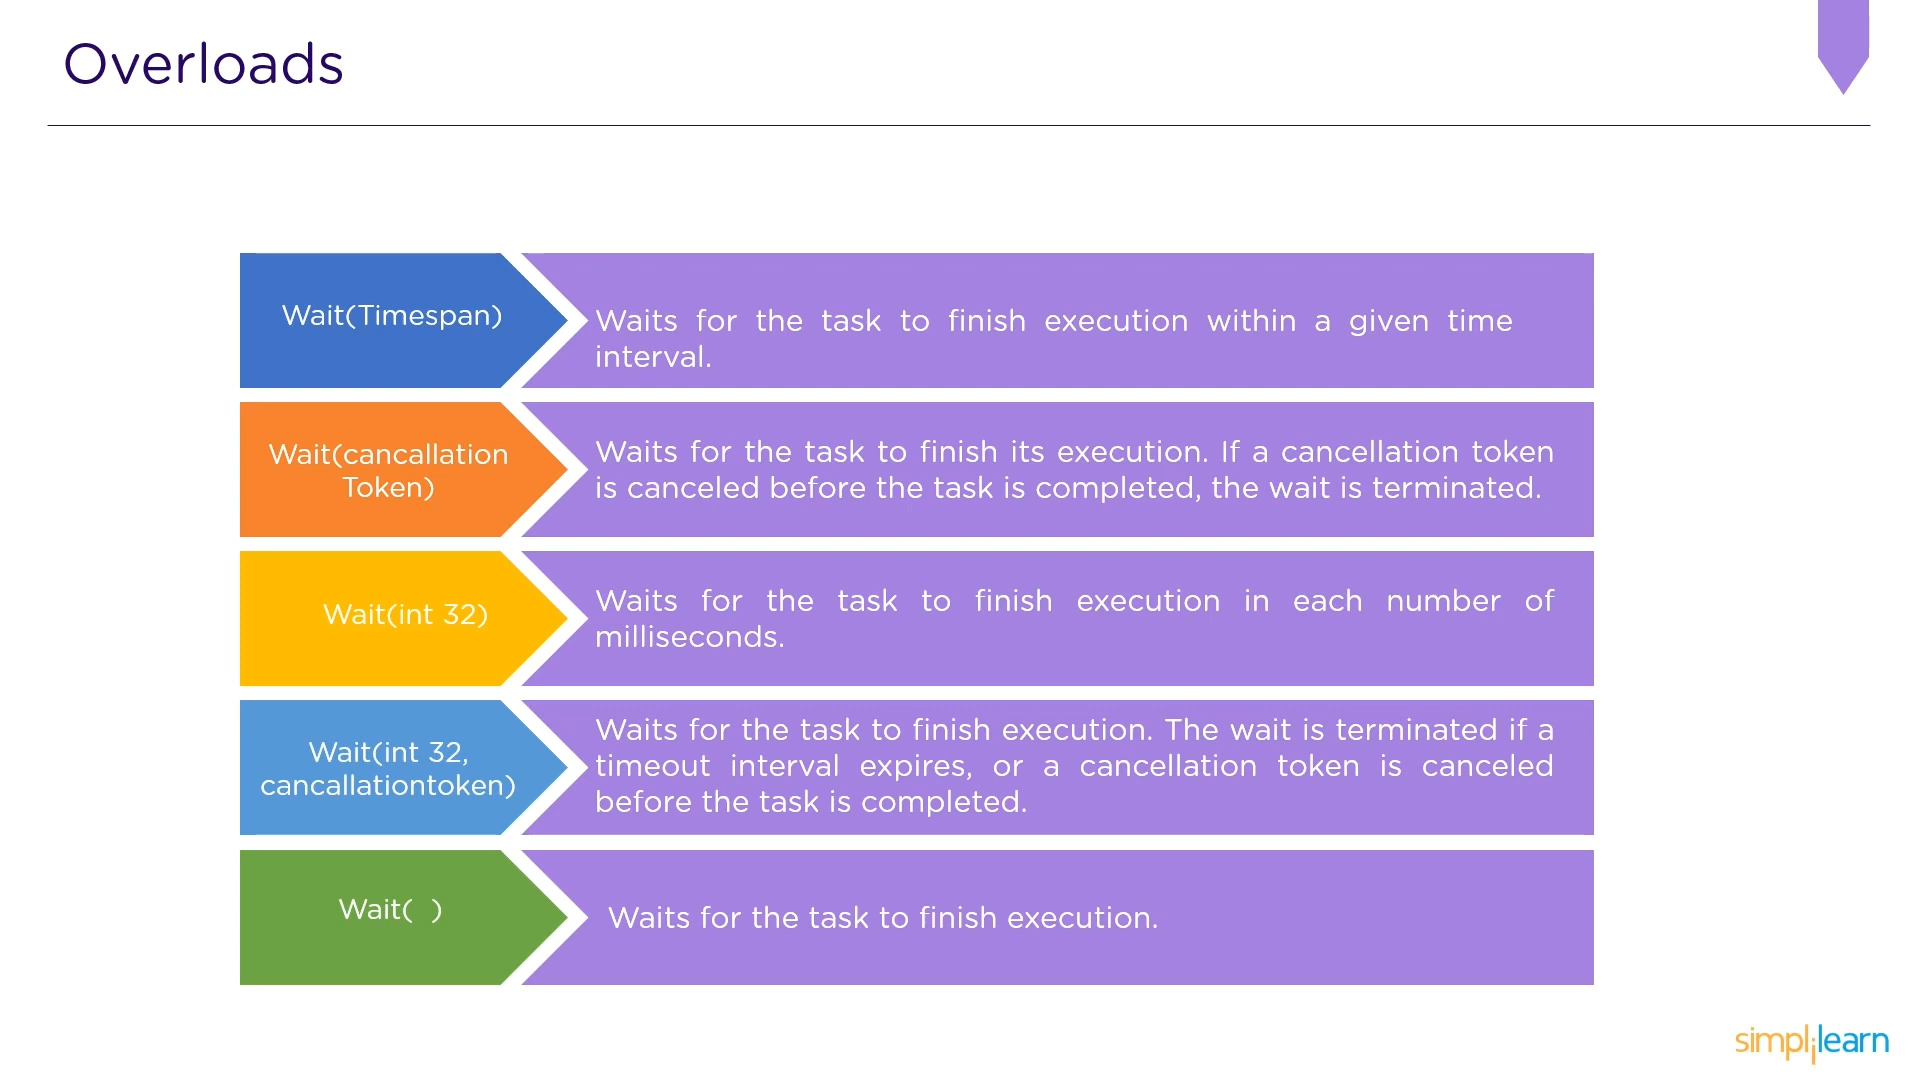 Overloads
Wait(Timespan)
Waits for the task to finish execution within a given time
interval.
Wait(cancallation
Token)
Waits for the task to finish its execution. If a cancellation token
is canceled before the task is completed, the wait is terminated.
Wait(int 32)
Waits for the task to finish execution in each number of
milliseconds.
Wait(int 32,
cancallationtoken)
Waits for the task to finish execution. The wait is terminated if a
timeout interval expires, or a cancellation token is canceled
before the task is completed.
Wait(  )
Waits for the task to finish execution.
simplilearn